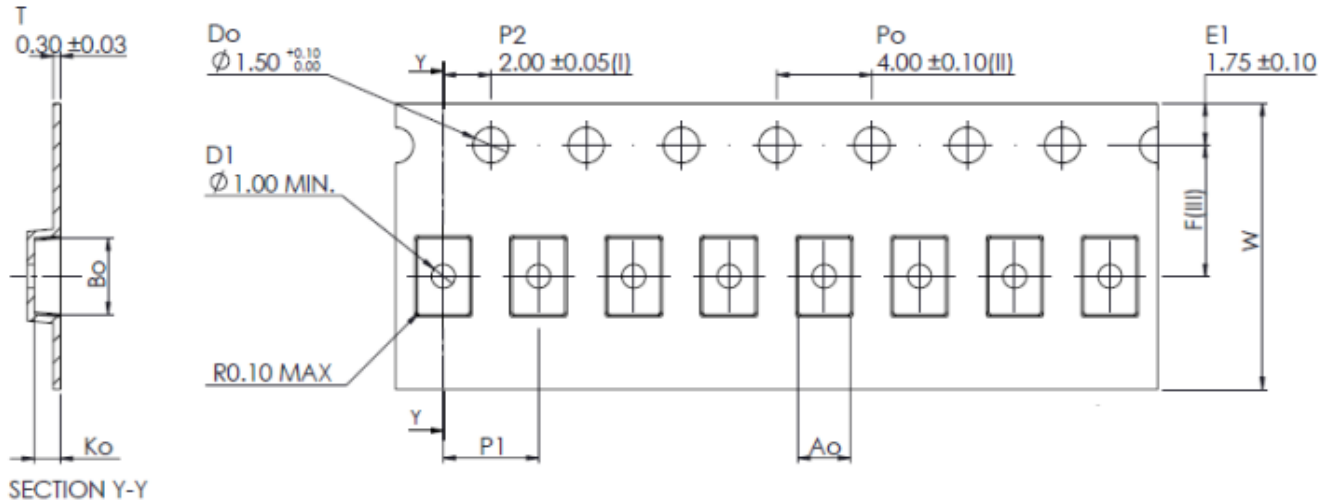 T
0.30 ±0.03
Do
Ø 1.50 +0.10 0.00
P2
2.00 ±0.05(I)
Po
4.00 ±0.10(II)
E1
1.75 ±0.10
Y
D1
Ø 1.00 MIN.
F(III)
W
Bo
R0.10 MAX
Y
Ko
P1
Ao
SECTION Y-Y